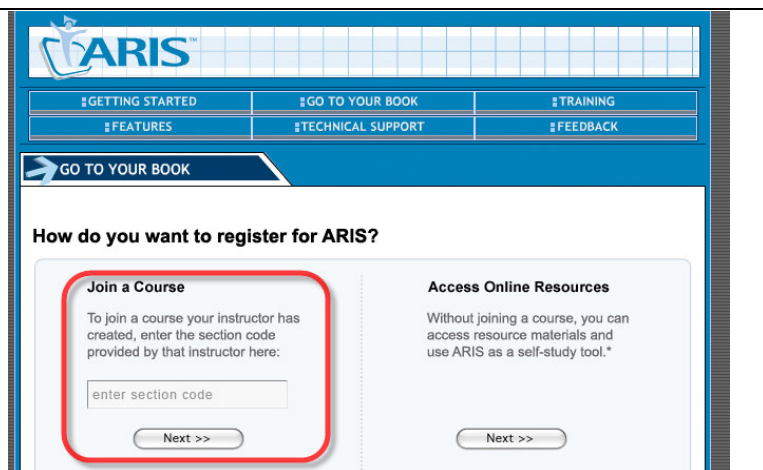 ARIS™
GETTING STARTED
GO TO YOUR BOOK
TRAINING
FEATURES
TECHNICAL SUPPORT
FEEDBACK
GO TO YOUR BOOK
How do you want to register for ARIS?
Join a Course
To join a course your instructor has
created, enter the section code
provided by that instructor here:
enter section code
Next >>
Access Online Resources
Without joining a course, you can
access resource materials and
use ARIS as a self-study tool.*
Next >>